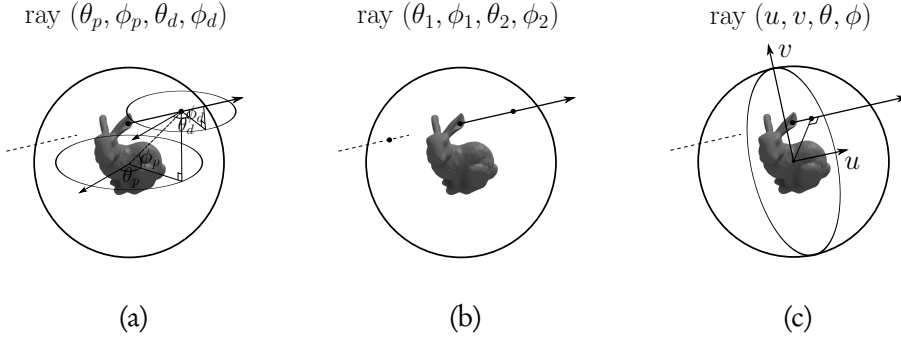 ray (θ_p, ϕ_p, θ_d, ϕ_d)
ray (θ_1, ϕ_1, θ_2, ϕ_2)
ray (u, v, θ, ϕ)
ϕ_d
θ_d
ϕ_p
θ_p
v
u
(a)
(b)
(c)